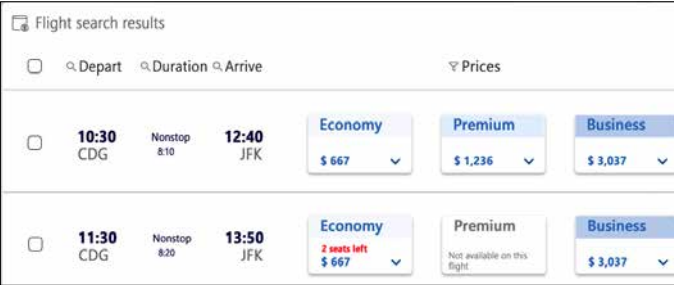 Flight search results
Depart Duration Arrive Prices
Economy Premium Business
10:30 Nonstop 12:40
CDG 8:10 JFK
$ 667 $ 1,236 $ 3,037
Economy Premium Business
11:30 Nonstop 13:50
2 seats left
CDG 8:20 JFK
$ 667 Not available on this
flight
$ 3,037